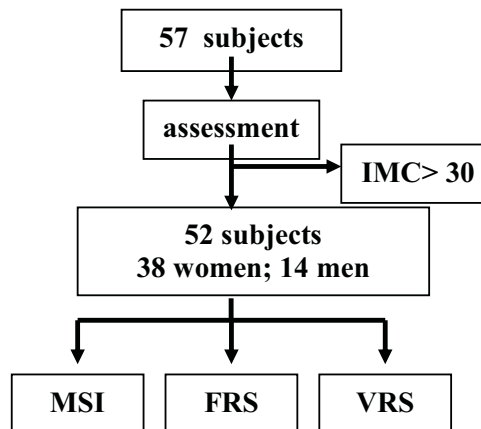 57 subjects
assessment
IMC> 30
52 subjects
38 women; 14 men
MSI
FRS
VRS